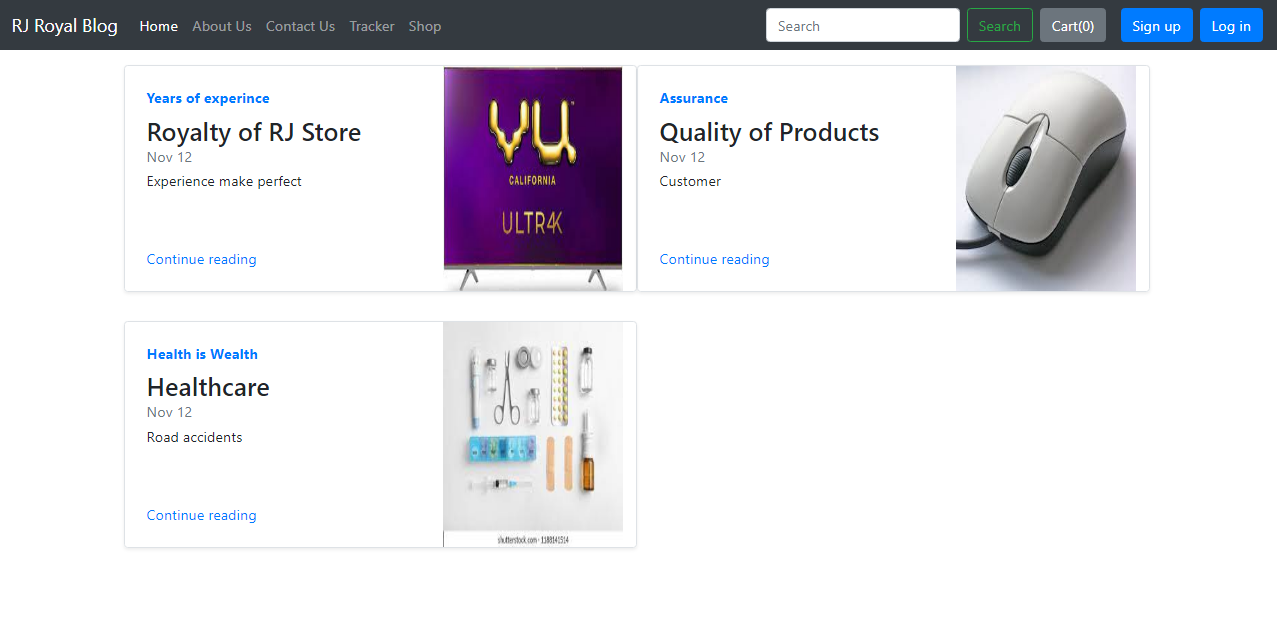 RJ Royal Blog Home About Us Contact Us Tracker Shop Search Search Cart(0) Sign up Log in
Years of experince
Royalty of RJ Store
Nov 12
Experience make perfect
Continue reading
VU
CALIFORNIA
ULTR4K
Assurance
Quality of Products
Nov 12
Customer
Continue reading
Health is Wealth
Healthcare
Nov 12
Road accidents
Continue reading
shutterstock.com · 1188141514